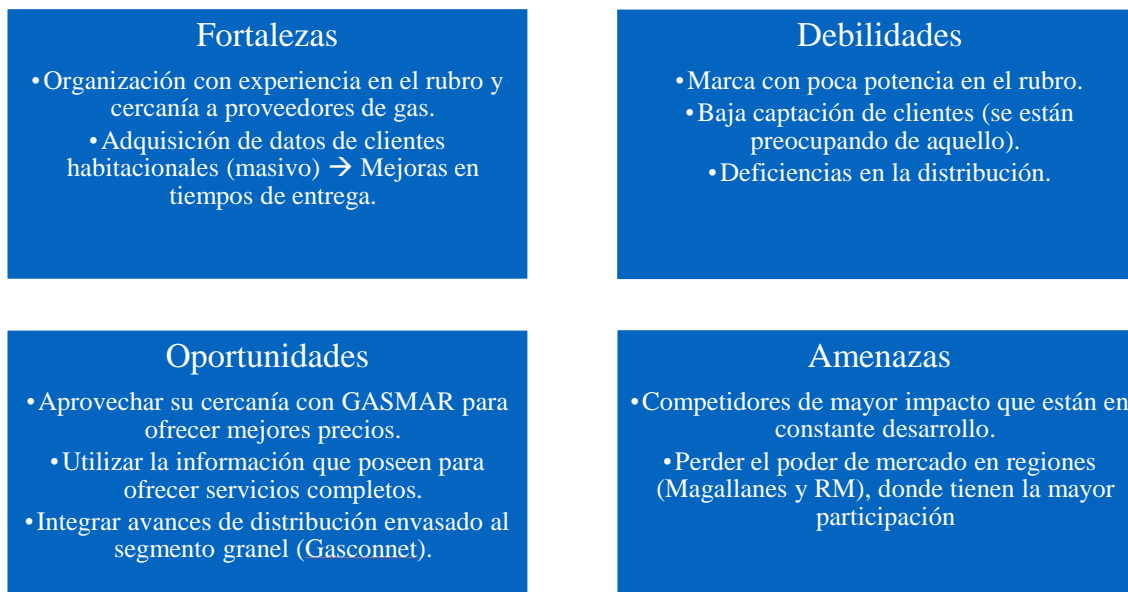 Fortalezas
•Organización con experiencia en el rubro y
cercanía a proveedores de gas.
•Adquisición de datos de clientes
habitacionales (masivo) → Mejoras en
tiempos de entrega.
Debilidades
•Marca con poca potencia en el rubro.
•Baja captación de clientes (se están
preocupando de aquello).
•Deficiencias en la distribución.
Oportunidades
•Aprovechar su cercanía con GASMAR para
ofrecer mejores precios.
•Utilizar la información que poseen para
ofrecer servicios completos.
•Integrar avances de distribución envasado al
segmento granel (Gasconnet).
Amenazas
•Competidores de mayor impacto que están en
constante desarrollo.
•Perder el poder de mercado en regiones
(Magallanes y RM), donde tienen la mayor
participación